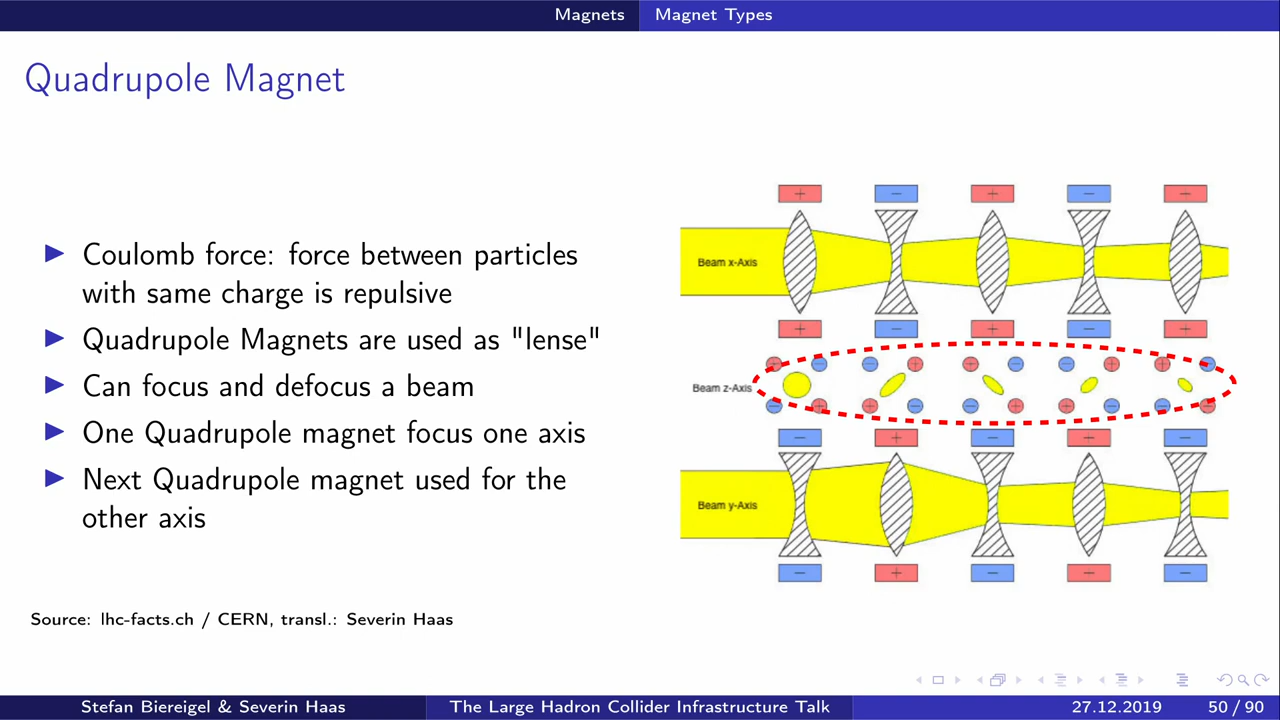 Magnets Magnet Types
Quadrupole Magnet
▶ Coulomb force: force between particles
with same charge is repulsive
▶ Quadrupole Magnets are used as "lense"
▶ Can focus and defocus a beam
▶ One Quadrupole magnet focus one axis
▶ Next Quadrupole magnet used for the
other axis
Source: lhc-facts.ch / CERN, transl.: Severin Haas
+ − + − +
Beam x-Axis
+ − + − +
+ − − + + − − + + −
Beam z-Axis
− + + − − + + − − +
− + − + −
Beam y-Axis
− + − + −
Stefan Biereigel & Severin Haas The Large Hadron Collider Infrastructure Talk 27.12.2019 50 / 90